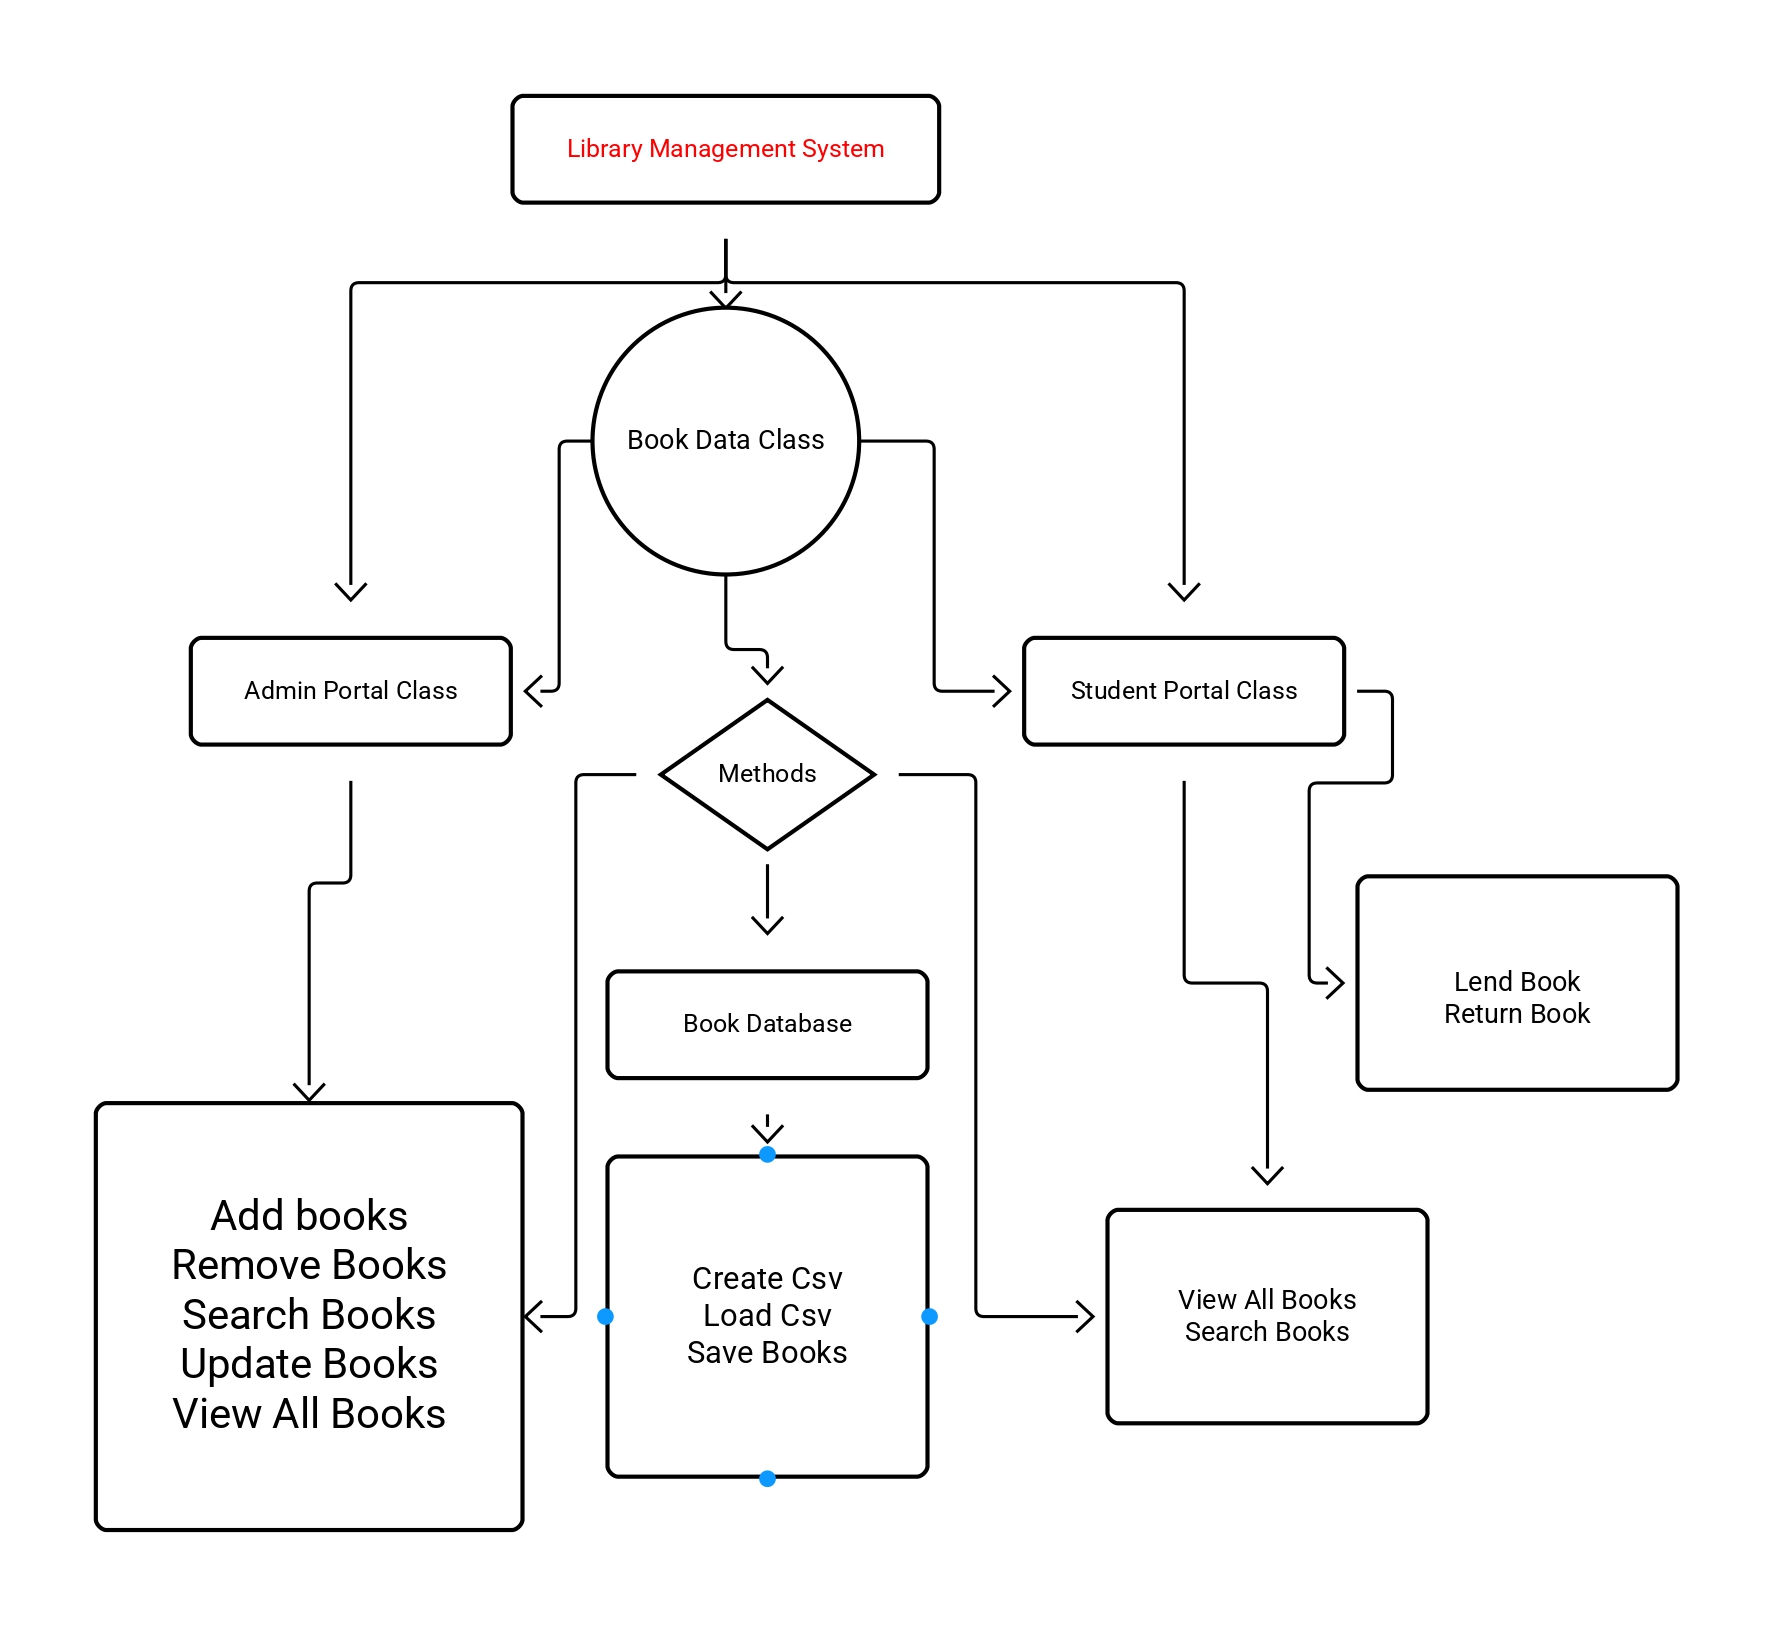 Library Management System
Book Data Class
Admin Portal Class
Student Portal Class
Methods
Lend Book
Return Book
Book Database
Add books
Remove Books
Search Books
Update Books
View All Books
Create Csv
Load Csv
Save Books
View All Books
Search Books